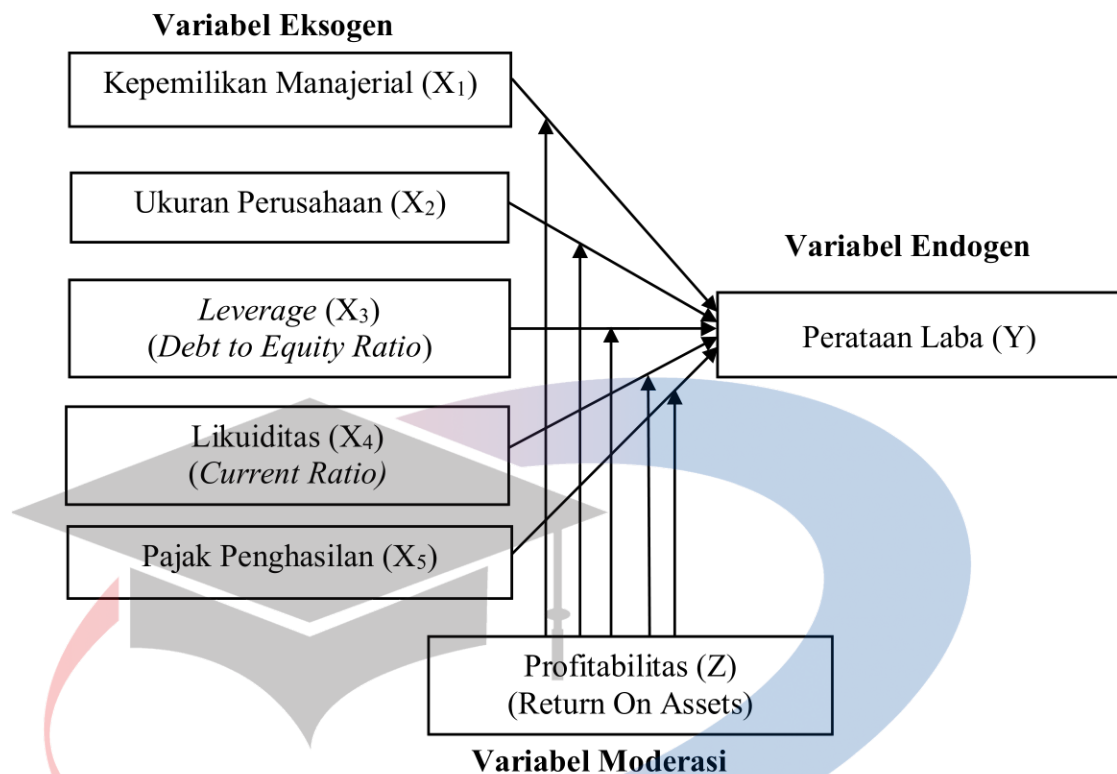 Variabel Eksogen
Kepemilikan Manajerial (X₁)
Ukuran Perusahaan (X₂)
Leverage (X₃)
(Debt to Equity Ratio)
Likuiditas (X₄)
(Current Ratio)
Pajak Penghasilan (X₅)
Variabel Endogen
Perataan Laba (Y)
Profitabilitas (Z)
(Return On Assets)
Variabel Moderasi